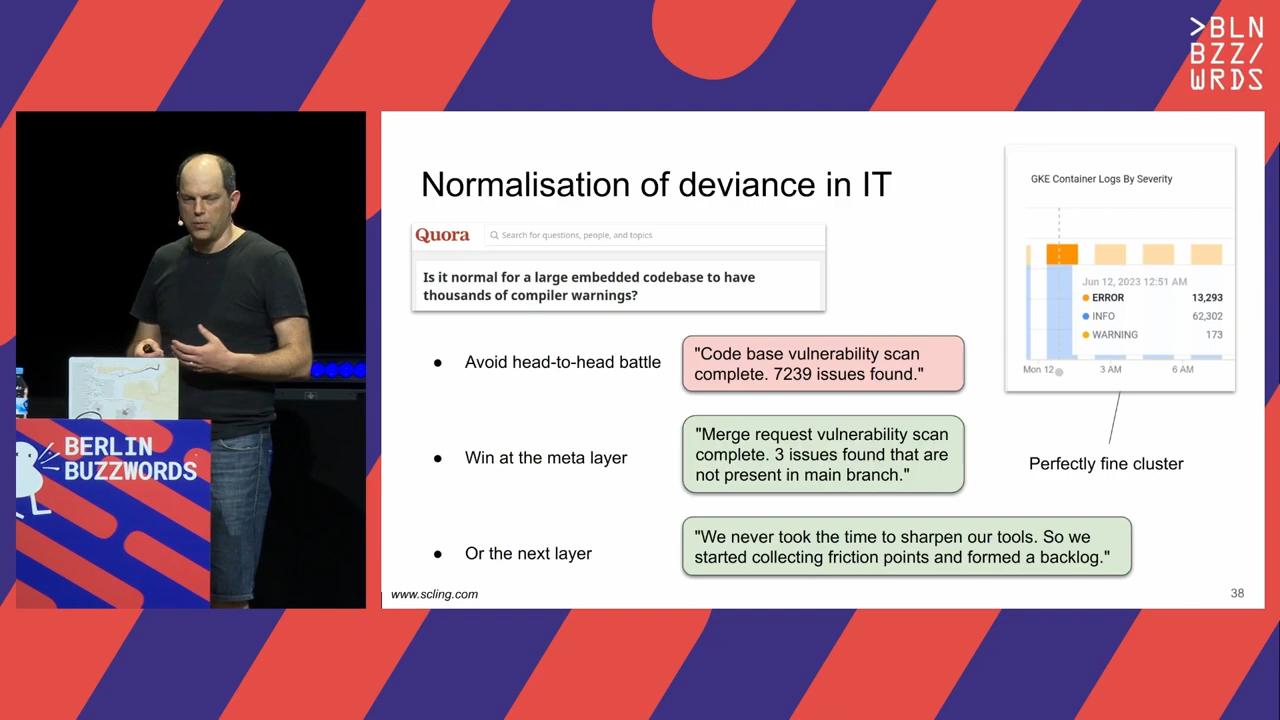 >BLN
BZZ/
WRDS
BERLIN
BUZZWORDS
Normalisation of deviance in IT
Quora
Search for questions, people, and topics
Is it normal for a large embedded codebase to have
thousands of compiler warnings?
● Avoid head-to-head battle
"Code base vulnerability scan
complete. 7239 issues found."
● Win at the meta layer
"Merge request vulnerability scan
complete. 3 issues found that are
not present in main branch."
● Or the next layer
"We never took the time to sharpen our tools. So we
started collecting friction points and formed a backlog."
GKE Container Logs By Severity
Jun 12, 2023 12:51 AM
ERROR 13,293
INFO 62,302
WARNING 173
Mon 12 3 AM 6 AM
Perfectly fine cluster
www.scling.com
38